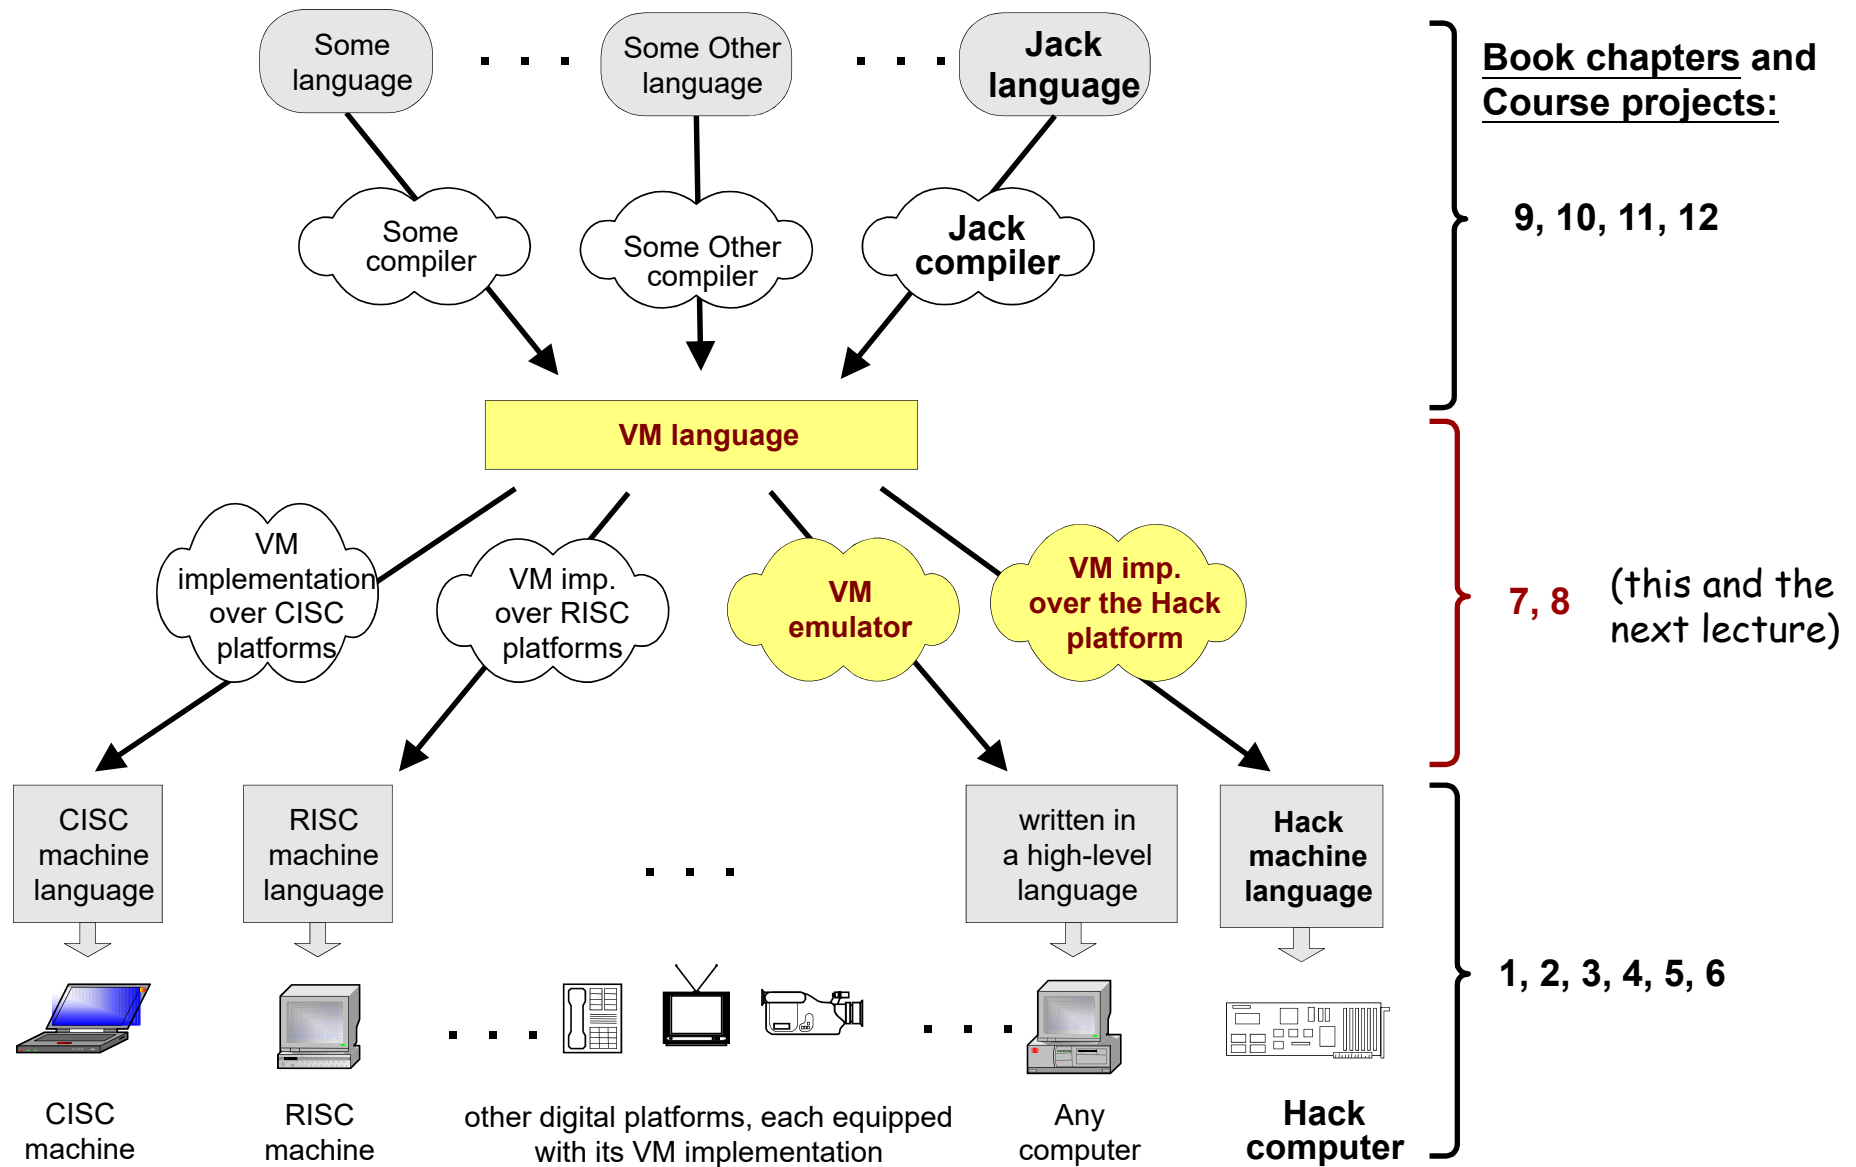 Some
language
Some Other
language
Jack
language
Book chapters and
Course projects:
Some
compiler
Some Other
compiler
Jack
compiler
9, 10, 11, 12
VM language
VM
implementation
over CISC
platforms
VM imp.
over RISC
platforms
VM
emulator
VM imp.
over the Hack
platform
7, 8
(this and the
next lecture)
CISC
machine
language
RISC
machine
language
. . .
written in
a high-level
language
Hack
machine
language
1, 2, 3, 4, 5, 6
CISC
machine
RISC
machine
other digital platforms, each equipped
with its VM implementation
Any
computer
Hack
computer